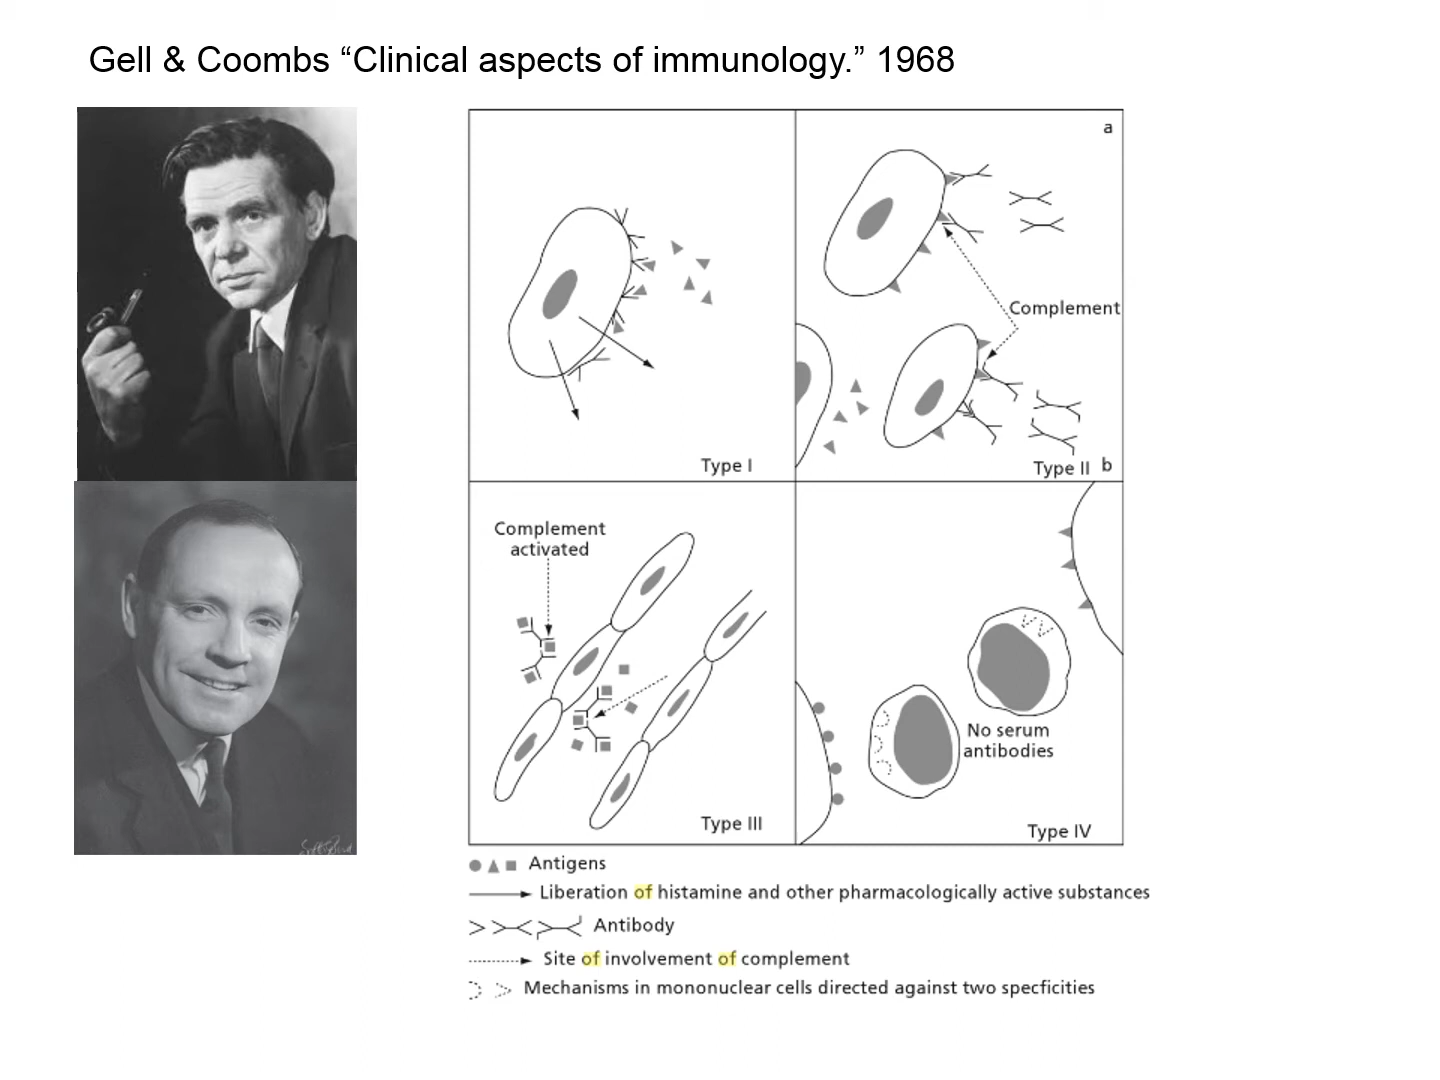 Gell & Coombs “Clinical aspects of immunology.” 1968
a
Complement
Type I
Type II b
Complement
activated
No serum
antibodies
Type III
Type IV
Antigens
Liberation of histamine and other pharmacologically active substances
Antibody
Site of involvement of complement
Mechanisms in mononuclear cells directed against two specficities